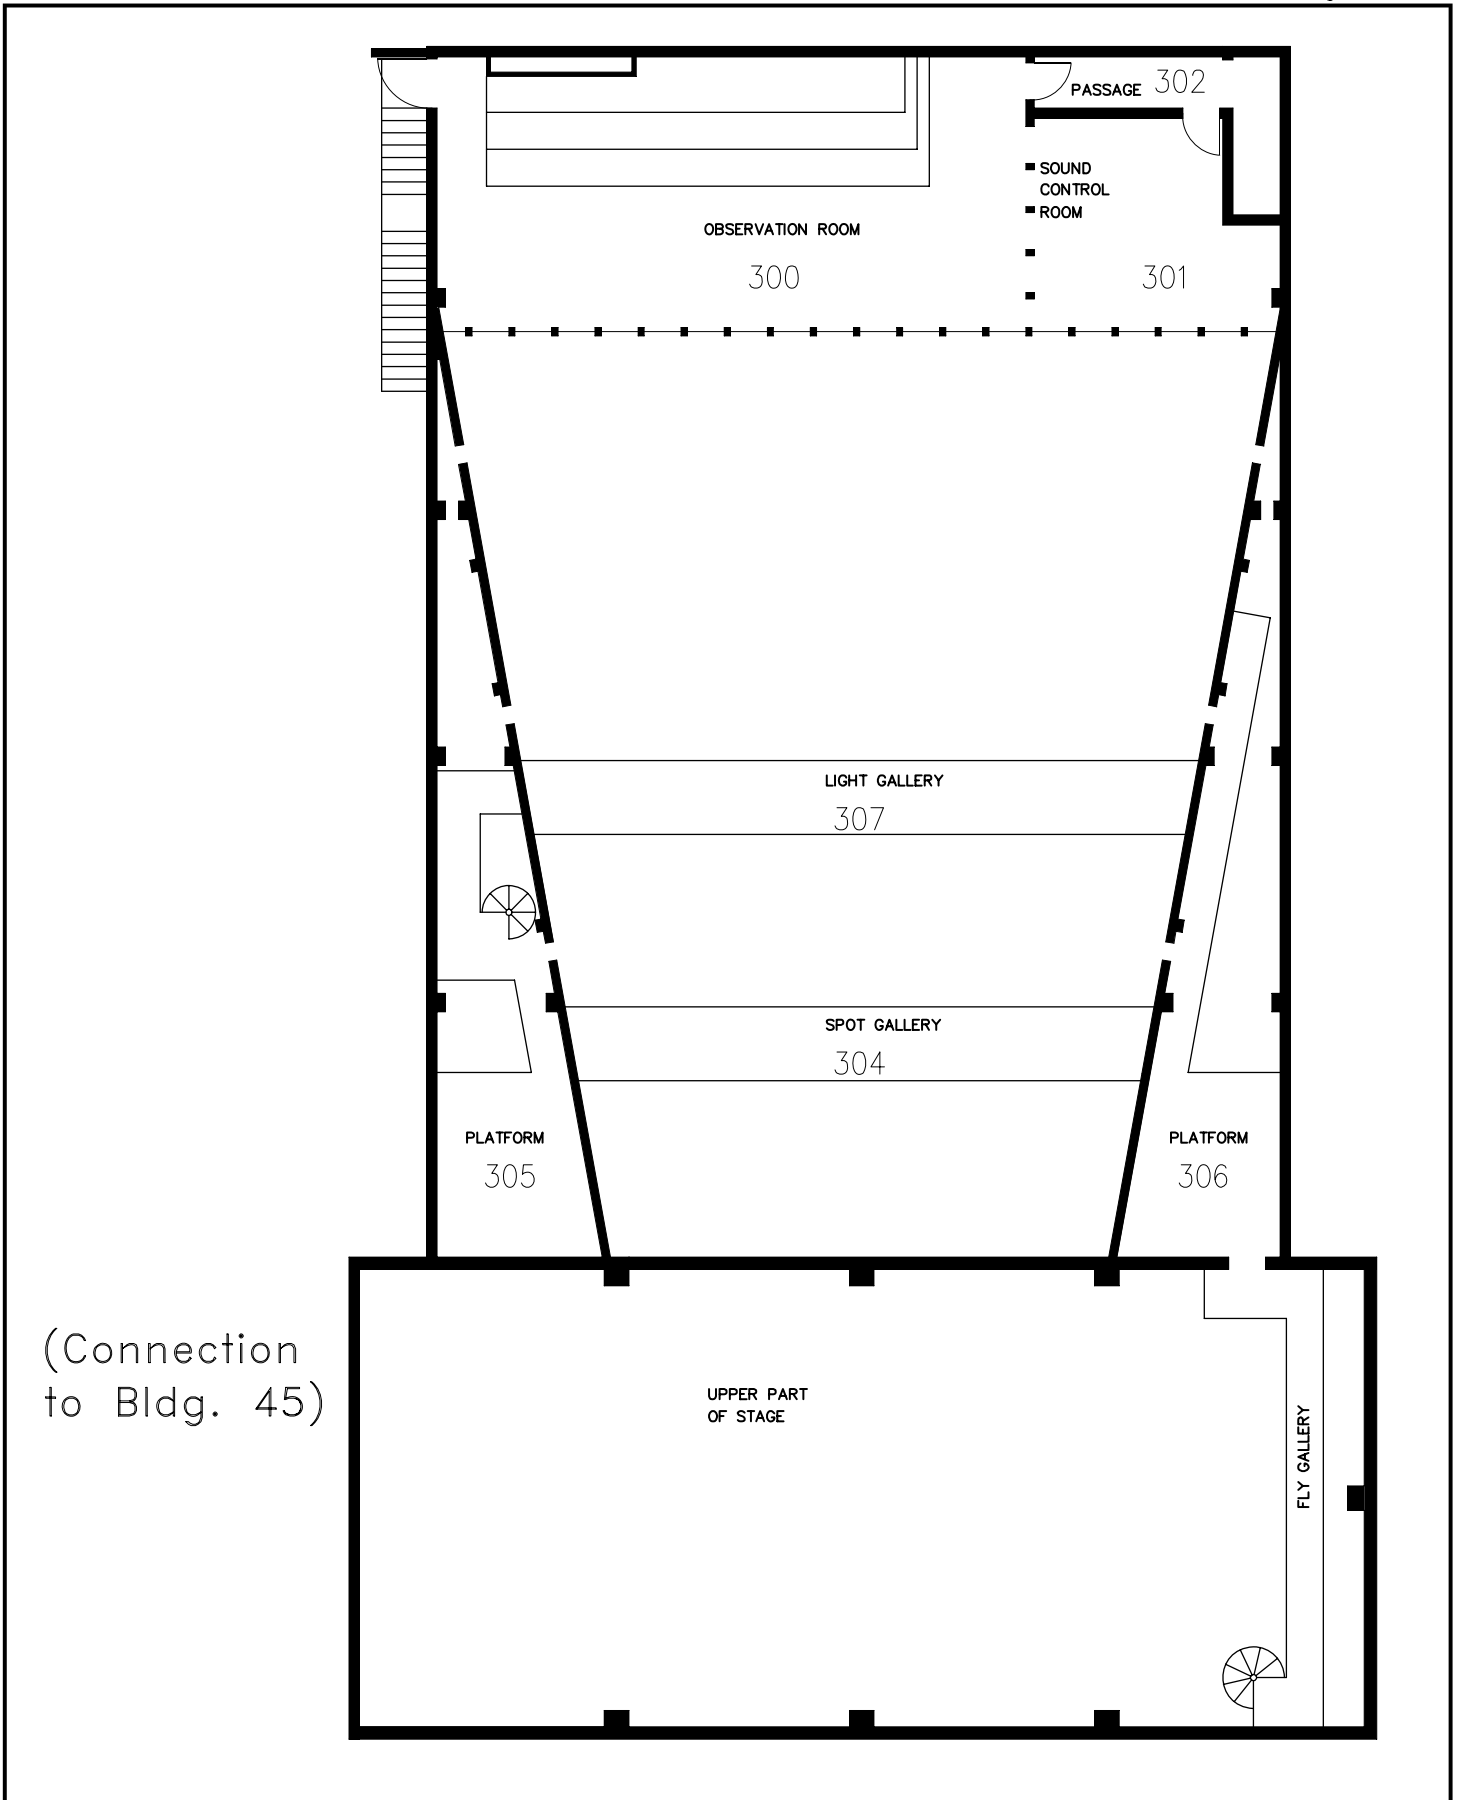 PASSAGE 302
SOUND
CONTROL
ROOM
OBSERVATION ROOM
300
301
LIGHT GALLERY
307
SPOT GALLERY
304
PLATFORM
305
PLATFORM
306
(Connection
to Bldg. 45)
UPPER PART
OF STAGE
FLY GALLERY